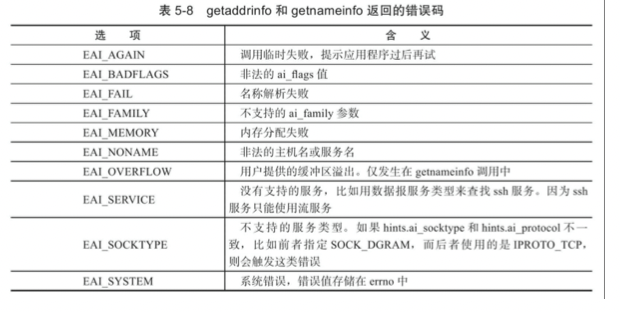 表 5-8 getaddrinfo 和 getnameinfo 返回的错误码
选 项 含 义
EAI_AGAIN 调用临时失败，提示应用程序过后再试
EAI_BADFLAGS 非法的 ai_flags 值
EAI_FAIL 名称解析失败
EAI_FAMILY 不支持的 ai_family 参数
EAI_MEMORY 内存分配失败
EAI_NONAME 非法的主机名或服务名
EAI_OVERFLOW 用户提供的缓冲区溢出。仅发生在 getnameinfo 调用中
EAI_SERVICE 没有支持的服务，比如用数据报服务类型来查找 ssh 服务。因为 ssh
服务只能使用流服务
EAI_SOCKTYPE 不支持的服务类型。如果 hints.ai_socktype 和 hints.ai_protocol 不一
致，比如前者指定 SOCK_DGRAM，而后者使用的是 IPROTO_TCP，
则会触发这类错误
EAI_SYSTEM 系统错误，错误值存储在 errno 中